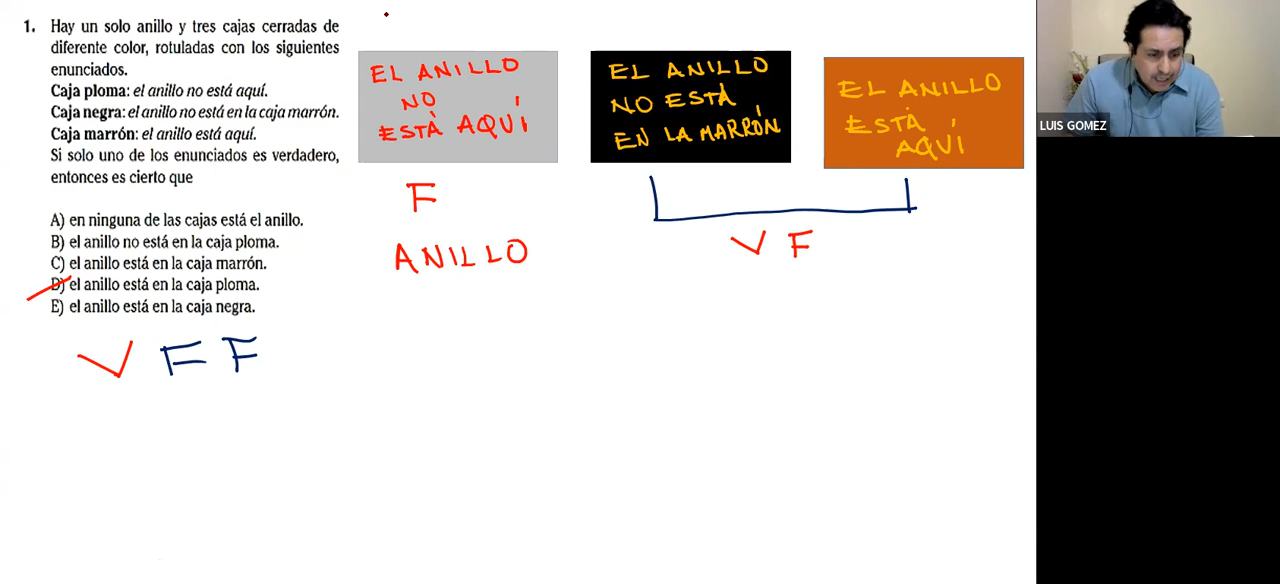 1. Hay un solo anillo y tres cajas cerradas de
diferente color, rotuladas con los siguientes
enunciados.
Caja ploma: el anillo no está aquí.
Caja negra: el anillo no está en la caja marrón.
Caja marrón: el anillo está aquí.
Si solo uno de los enunciados es verdadero,
entonces es cierto que
A) en ninguna de las cajas está el anillo.
B) el anillo no está en la caja ploma.
C) el anillo está en la caja marrón.
D) el anillo está en la caja ploma.
E) el anillo está en la caja negra.
V F F
EL ANILLO
NO
ESTÁ AQUÍ
F
ANILLO
EL ANILLO
NO ESTÁ
EN LA MARRÓN
EL ANILLO
ESTÁ
AQUÍ
V F
LUIS GOMEZ